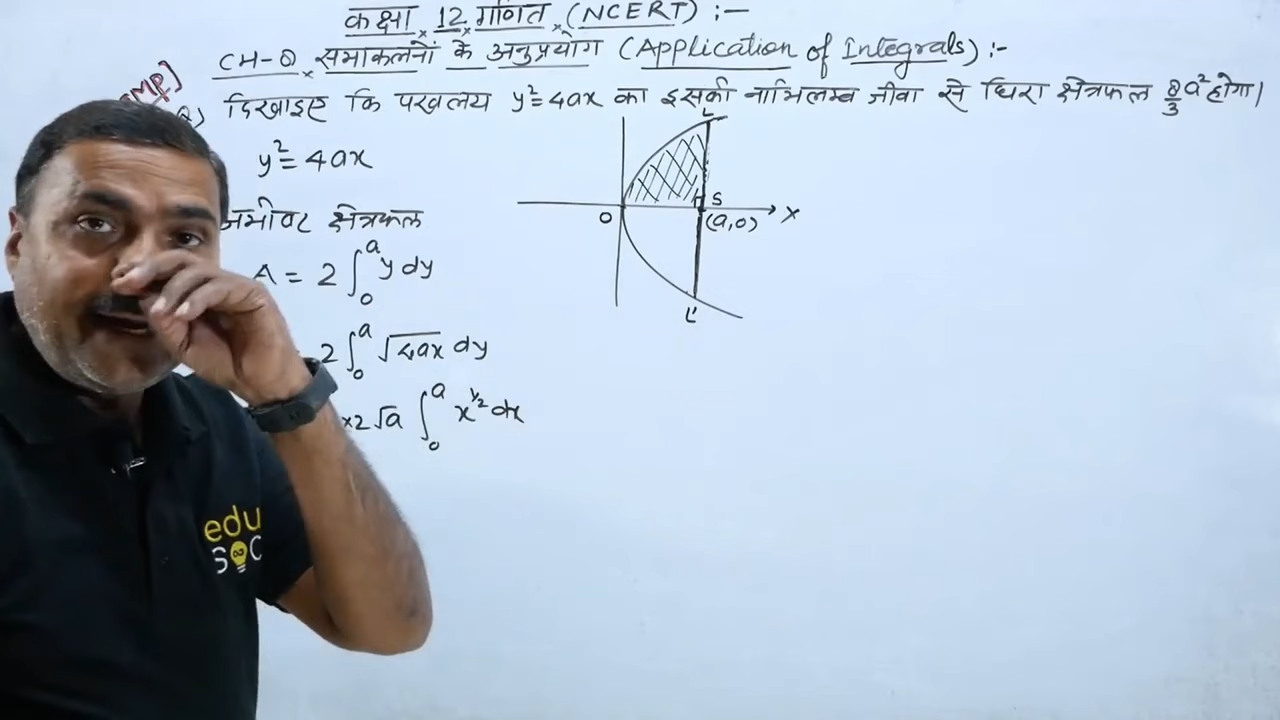 कक्षा × 12 × गणित × (NCERT) :-
CH-8 × समाकलनों के अनुप्रयोग (Application of Integrals) :-
दिखाइए कि परवलय y²=4ax का इसकी नाभिलम्ब जीवा से घिरा क्षेत्रफल 8/3 a² होगा।
L
y² = 4ax
S
O
(a,0)
X
क्षेत्रफल
A = 2 ∫₀ᵃ y dy
L'
2 ∫₀ᵃ √4ax dy
×2 √a ∫₀ᵃ x^½ dx
edu